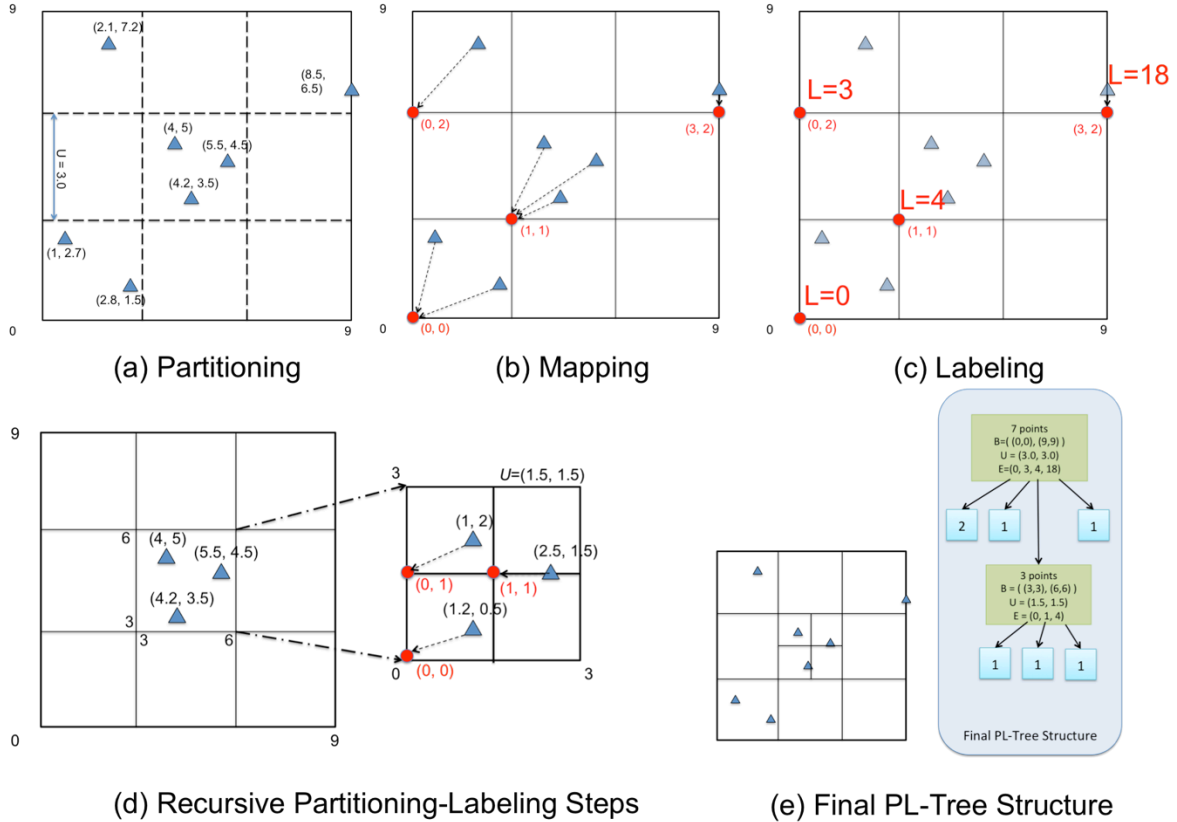 9
(2.1, 7.2)
(8.5,
6.5)
(4, 5)
(5.5, 4.5)
U = 3.0
(4.2, 3.5)
(1, 2.7)
(2.8, 1.5)
0
9
(a) Partitioning
9
(0, 2)
(3, 2)
(1, 1)
(0, 0)
0
9
(b) Mapping
9
L=3
L=18
(0, 2)
(3, 2)
L=4
(1, 1)
L=0
(0, 0)
0
9
(c) Labeling
9
6
(4, 5)
(5.5, 4.5)
(4.2, 3.5)
3
3
6
0
9
3
U=(1.5, 1.5)
(1, 2)
(2.5, 1.5)
(0, 1)
(1, 1)
(1.2, 0.5)
0
(0, 0)
3
(d) Recursive Partitioning-Labeling Steps
7 points
B=( (0,0), (9,9) )
U = (3.0, 3.0)
E=(0, 3, 4, 18)
2
1
1
3 points
B = ( (3,3), (6,6) )
U = (1.5, 1.5)
E = (0, 1, 4)
1
1
1
Final PL-Tree Structure
(e) Final PL-Tree Structure